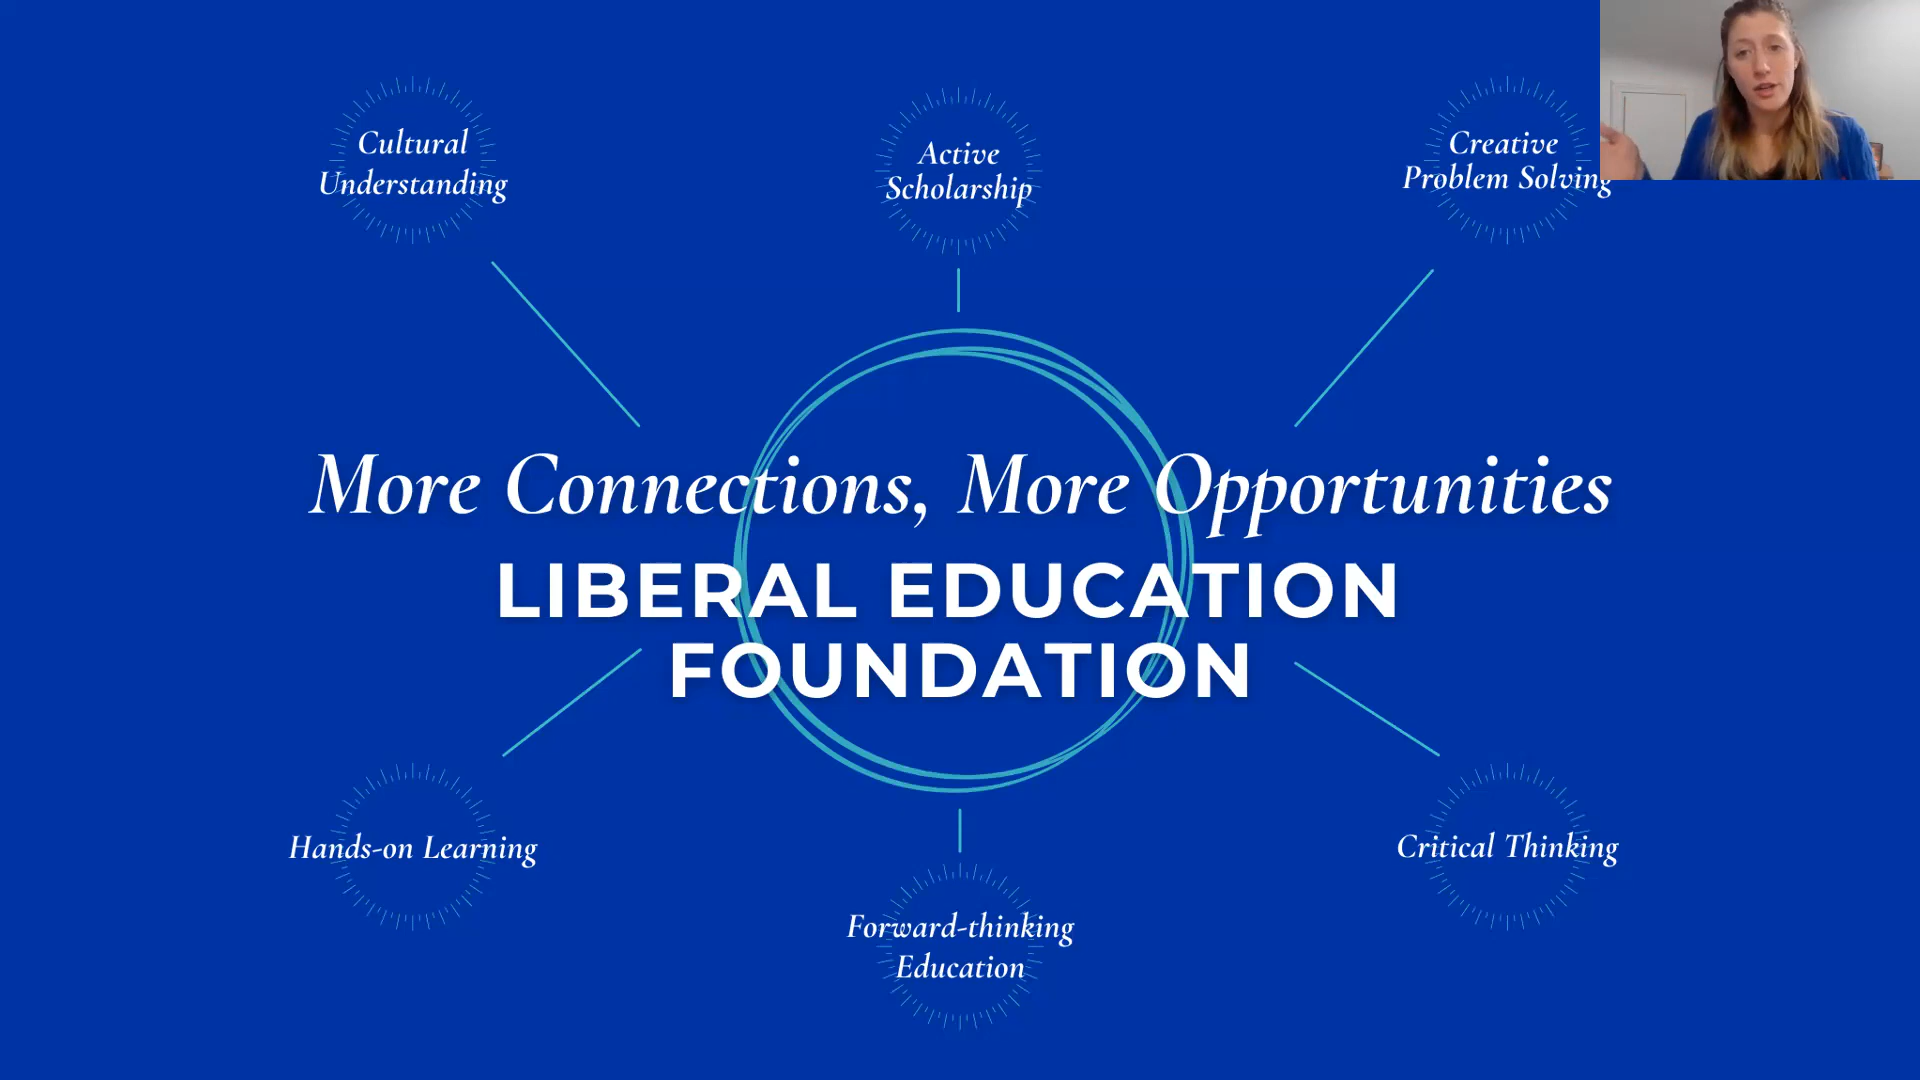 Cultural
Understanding
Active
Scholarship
Creative
Problem Solving
More Connections, More Opportunities
LIBERAL EDUCATION
FOUNDATION
Hands-on Learning
Critical Thinking
Forward-thinking
Education